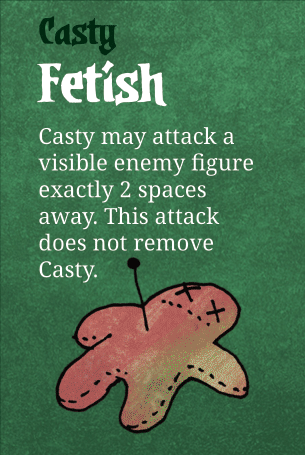 Casty
Fetish
Casty may attack a
visible enemy figure
exactly 2 spaces
away. This attack
does not remove
Casty.